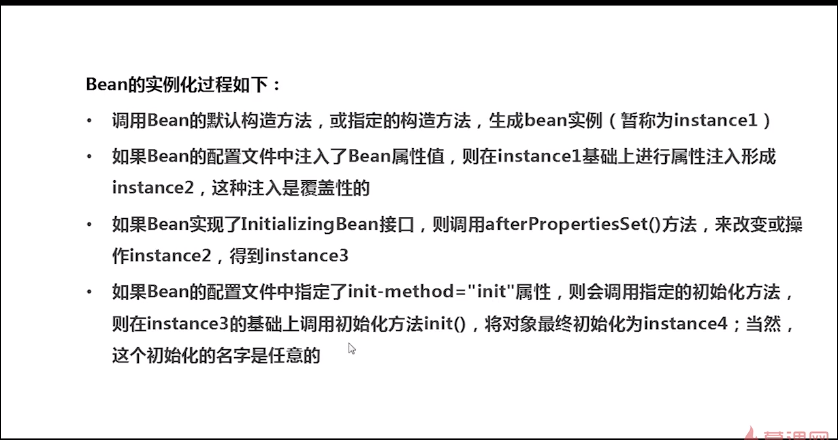 Bean的实例化过程如下：
• 调用Bean的默认构造方法，或指定的构造方法，生成bean实例（暂称为instance1）
• 如果Bean的配置文件中注入了Bean属性值，则在instance1基础上进行属性注入形成
instance2，这种注入是覆盖性的
• 如果Bean实现了InitializingBean接口，则调用afterPropertiesSet()方法，来改变或操
作instance2，得到instance3
• 如果Bean的配置文件中指定了init-method="init"属性，则会调用指定的初始化方法，
则在instance3的基础上调用初始化方法init()，将对象最终初始化为instance4；当然，
这个初始化的名字是任意的